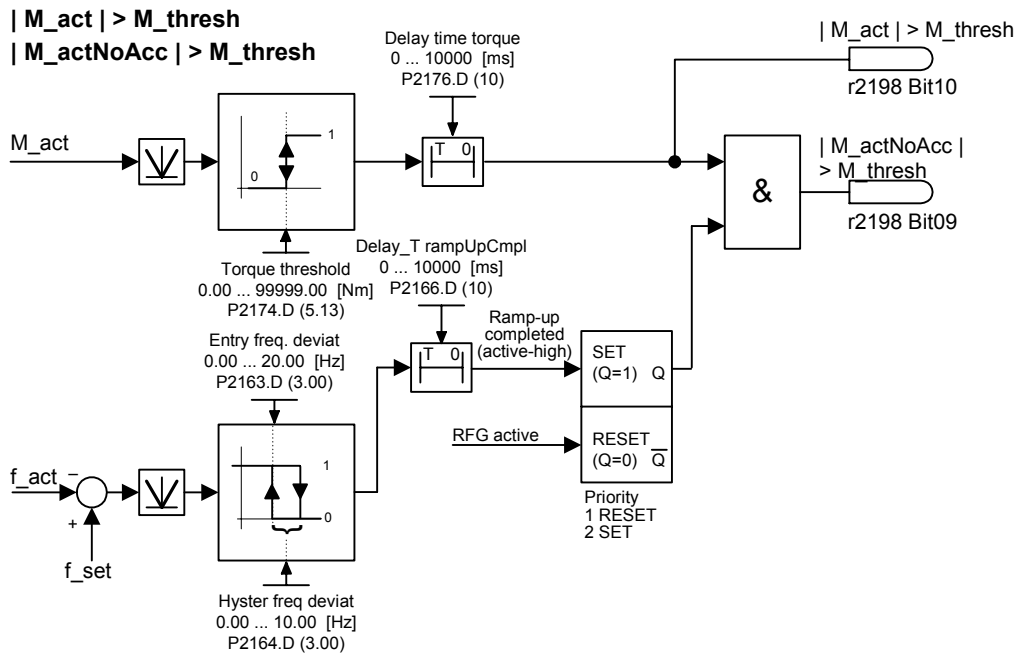 | M_act | > M_thresh
| M_actNoAcc | > M_thresh
Delay time torque
0 ... 10000 [ms]
P2176.D (10)
| M_act | > M_thresh
r2198 Bit10
M_act
1
0
T 0
&
| M_actNoAcc |
> M_thresh
r2198 Bit09
Torque threshold
0.00 ... 99999.00 [Nm]
P2174.D (5.13)
Delay_T rampUpCmpl
0 ... 10000 [ms]
P2166.D (10)
Entry freq. deviat
0.00 ... 20.00 [Hz]
P2163.D (3.00)
T 0
Ramp-up
completed
(active-high)
SET
(Q=1) Q
RFG active
RESET
(Q=0) Q̅
Priority
1 RESET
2 SET
f_act
–
+
f_set
1
0
Hyster freq deviat
0.00 ... 10.00 [Hz]
P2164.D (3.00)